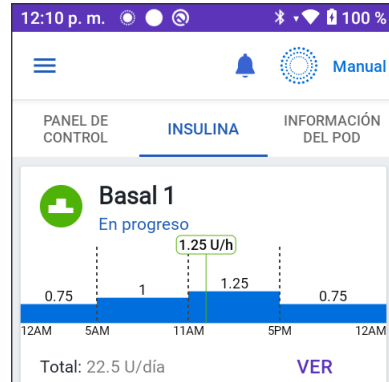 12:10 p. m. 100 %
Manual
PANEL DE CONTROL
INSULINA
INFORMACIÓN DEL POD
Basal 1
En progreso
1.25 U/h
0.75 1 1.25 0.75
12AM 5AM 11AM 5PM 12AM
Total: 22.5 U/día VER